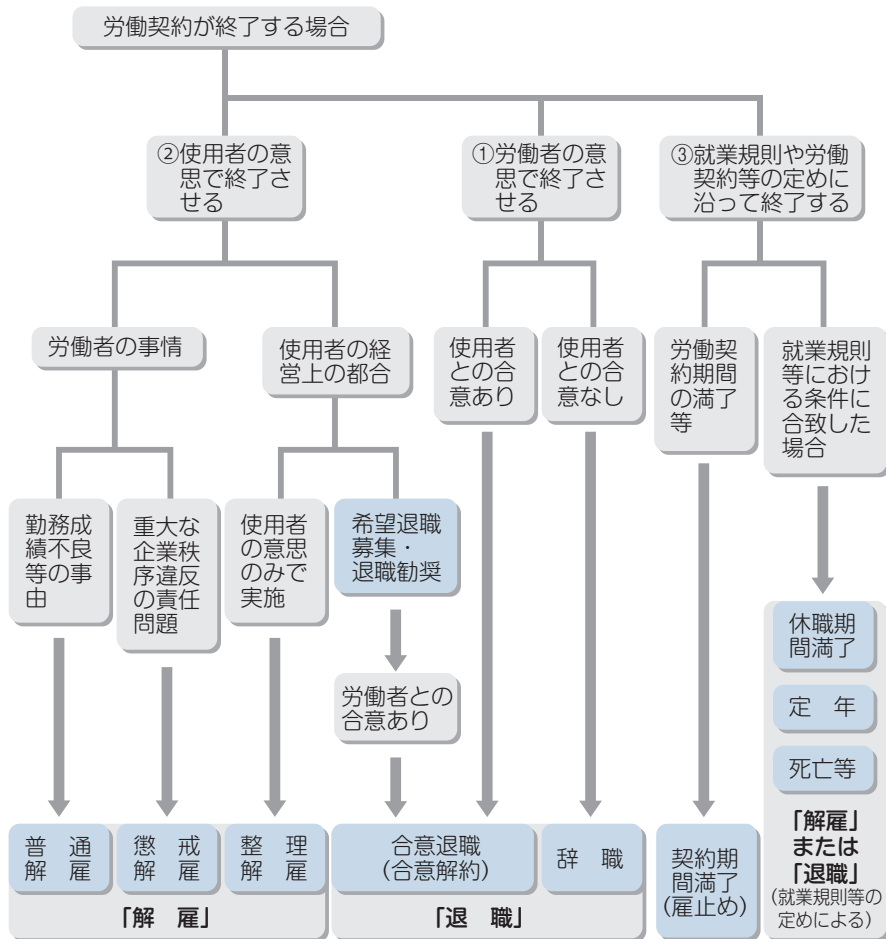 労働契約が終了する場合
②使用者の意
思で終了さ
せる
①労働者の意
思で終了さ
せる
③就業規則や労働
契約等の定めに
沿って終了する
労働者の事情
使用者の経
営上の都合
使用者
との合
意あり
使用者
との合
意なし
労働契
約期間
の満了
等
就業規則
等におけ
る条件に
合致した
場合
勤務成
績不良
等の事
由
重大な
企業秩
序違反
の責任
問題
使用者
の意思
のみで
実施
希望退職
募集・
退職勧奨
労働者との
合意あり
休職期
間満了
定　年
死亡等
「解雇」
または
「退職」
(就業規則等の
定めによる)
普　通
解　雇
懲　戒
解　雇
整　理
解　雇
合意退職
(合意解約)
辞　職
契約期
間満了
(雇止め)
「解　雇」
「退　職」